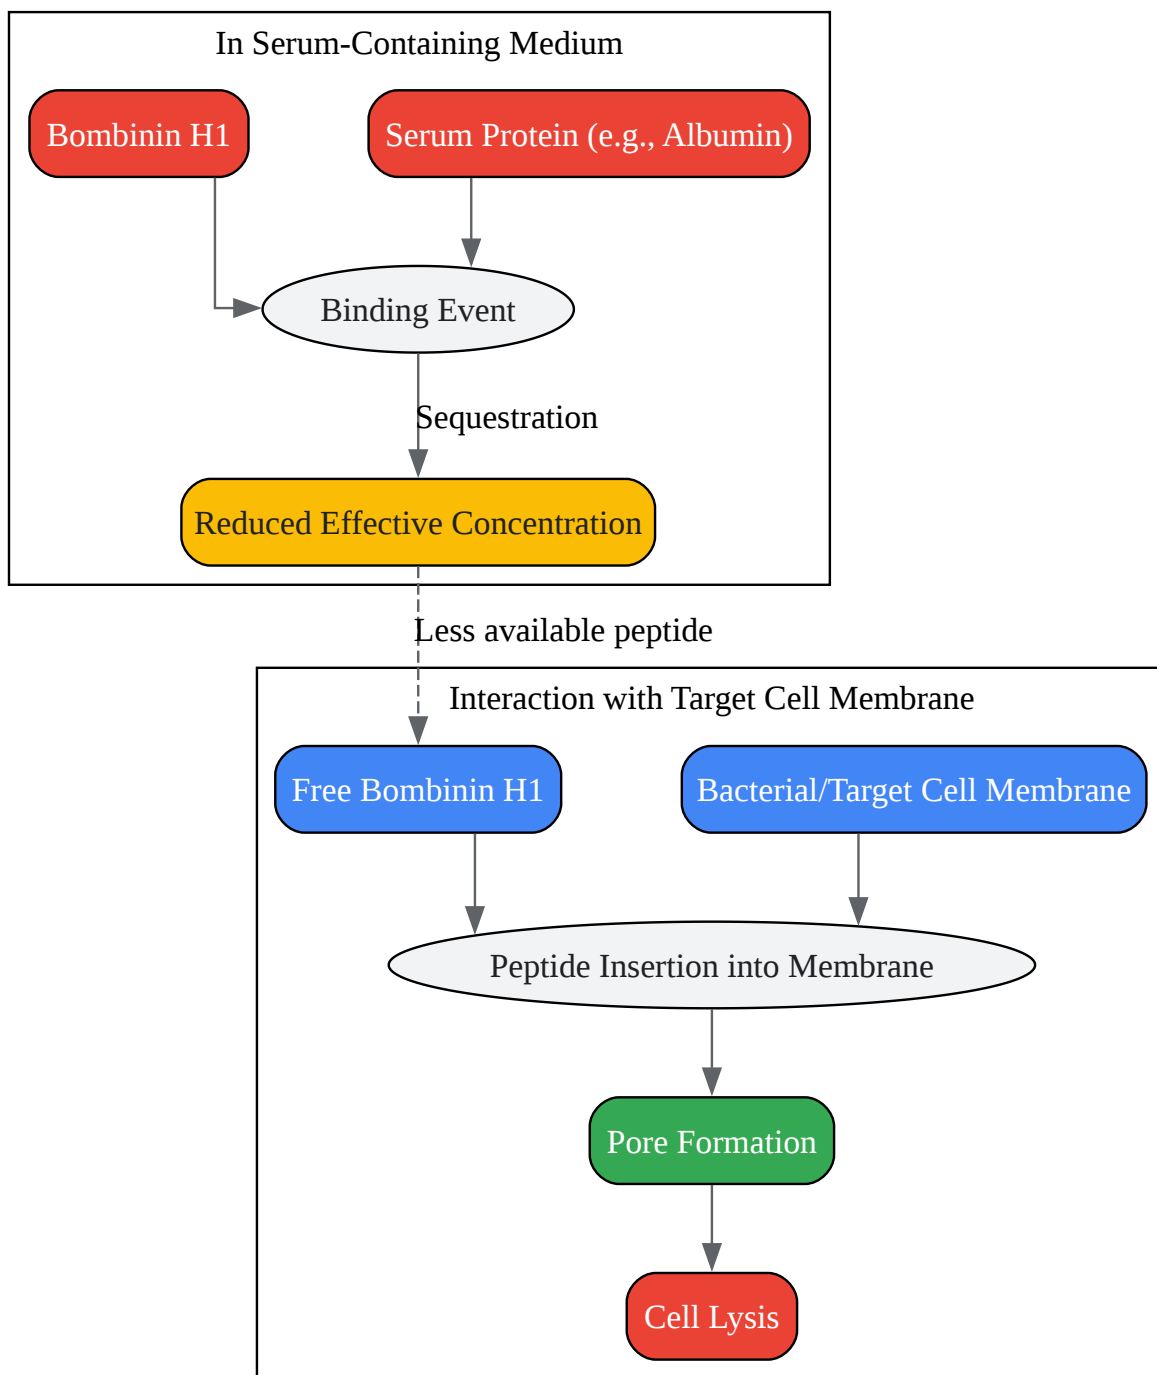 In Serum-Containing Medium
Bombinin H1
Serum Protein (e.g., Albumin)
Binding Event
Sequestration
Reduced Effective Concentration
Less available peptide
Interaction with Target Cell Membrane
Free Bombinin H1
Bacterial/Target Cell Membrane
Peptide Insertion into Membrane
Pore Formation
Cell Lysis